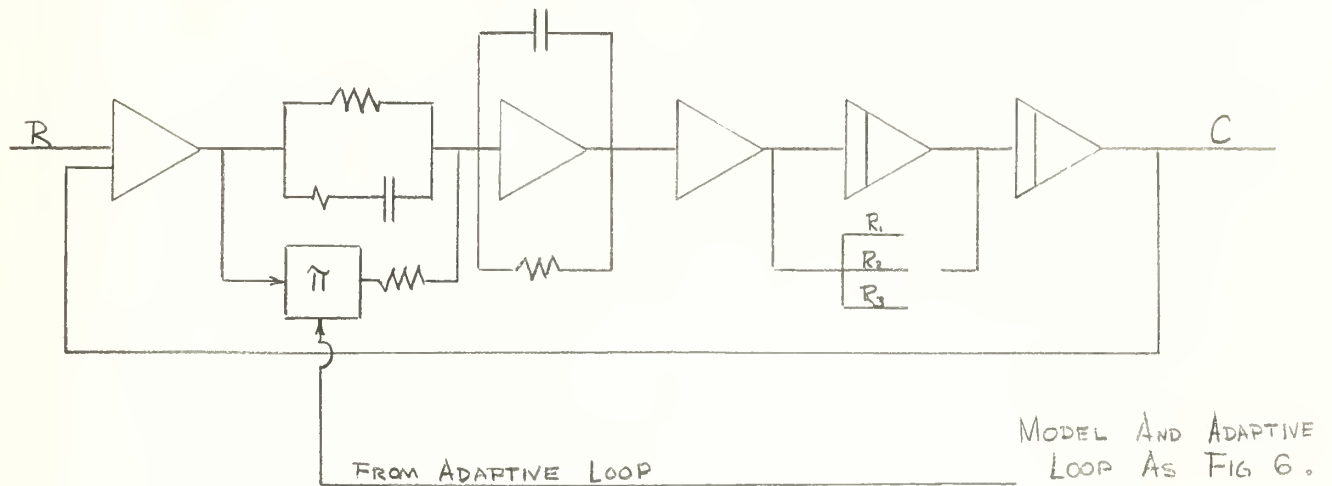 R
C
R1
R2
R3
π
FROM ADAPTIVE LOOP
MODEL AND ADAPTIVE
LOOP AS FIG 6.